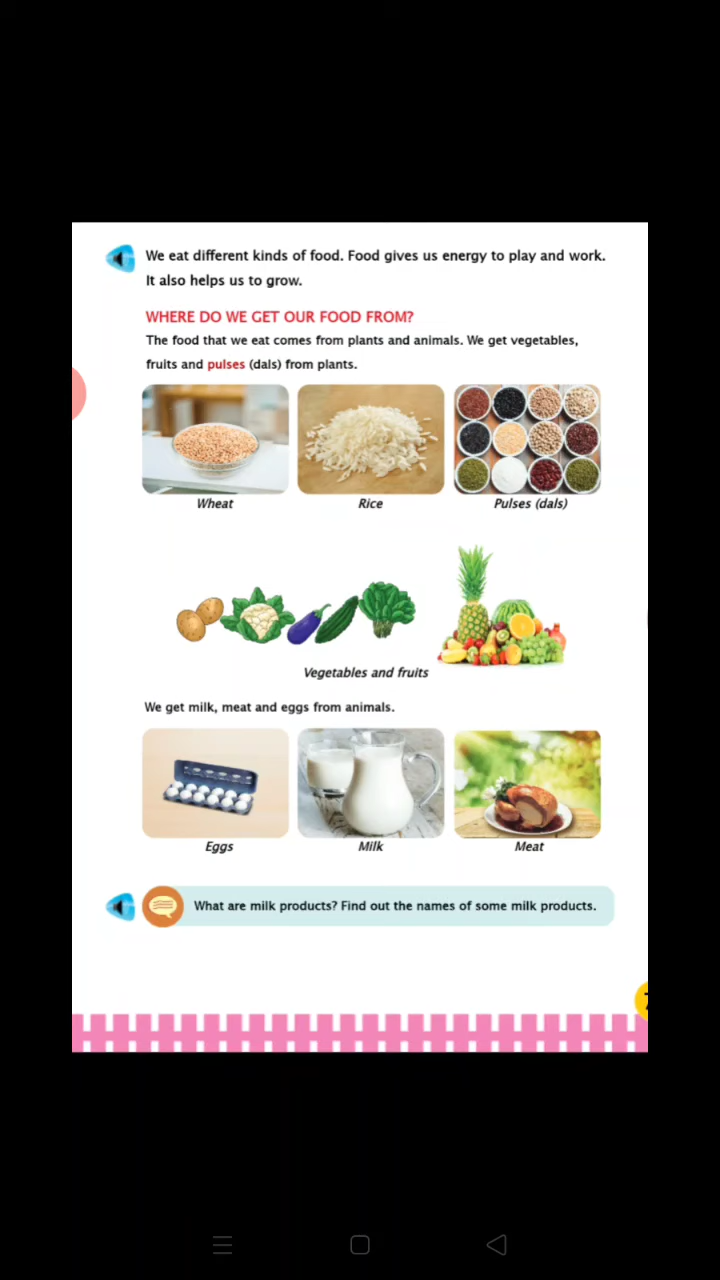 We eat different kinds of food. Food gives us energy to play and work.
It also helps us to grow.
WHERE DO WE GET OUR FOOD FROM?
The food that we eat comes from plants and animals. We get vegetables,
fruits and pulses (dals) from plants.
Wheat
Rice
Pulses (dals)
Vegetables and fruits
We get milk, meat and eggs from animals.
Eggs
Milk
Meat
What are milk products? Find out the names of some milk products.